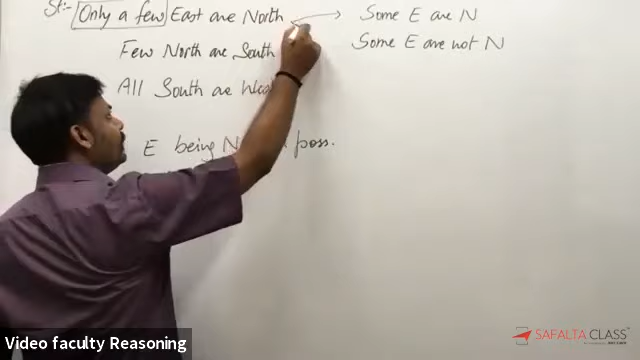 St:- Only a few East are North → Some E are N
Some E are not N
Few North are South
All South are
E being N poss.
SAFALTA CLASS
Video faculty Reasoning